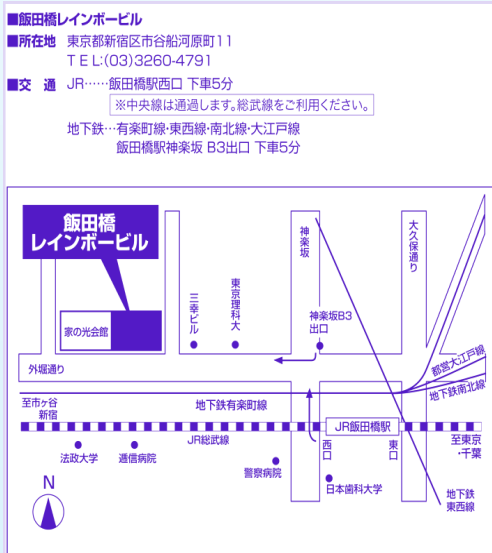 ■飯田橋レインボービル
■所在地 東京都新宿区市谷船河原町11
TEL:(03)3260-4791
■交 通 JR……飯田橋駅西口 下車5分
※中央線は通過します。総武線をご利用ください。
地下鉄…有楽町線・東西線・南北線・大江戸線
飯田橋駅神楽坂 B3出口 下車5分
飯田橋
レインボービル
神楽坂
大久保通り
家の光会館
三幸ビル
東京理科大
神楽坂B3
出口
外堀通り
都営大江戸線
地下鉄南北線
至市ヶ谷
新宿
地下鉄有楽町線
JR総武線
JR飯田橋駅
至東京
・千葉
法政大学
逓信病院
西口
東口
警察病院
日本歯科大学
地下鉄
東西線
N